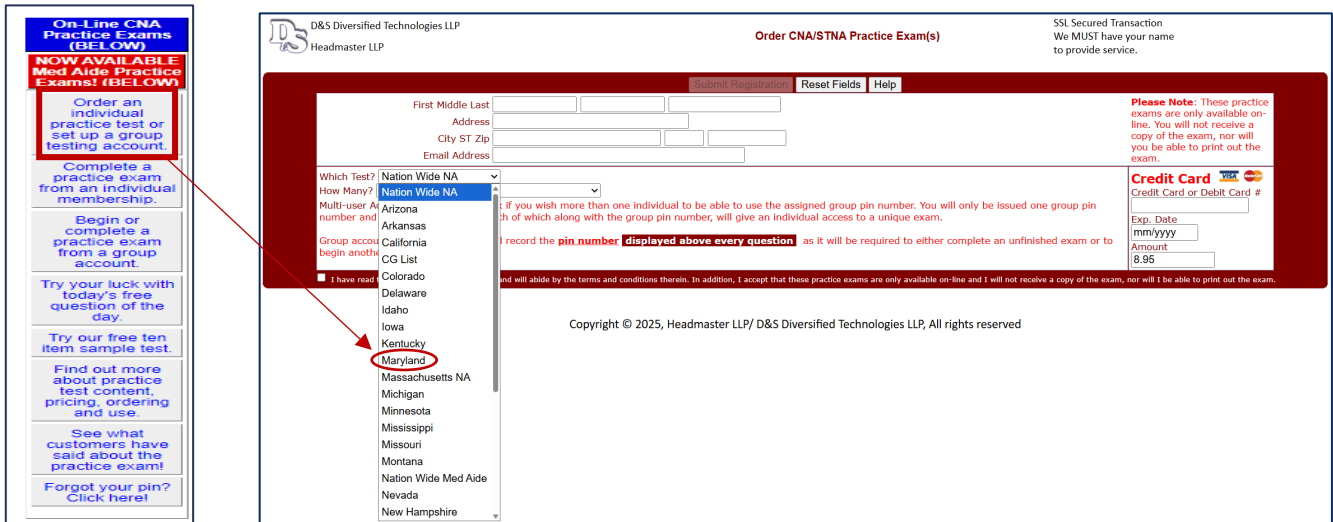 On-Line CNA
Practice Exams
(BELOW)
NOW AVAILABLE
Med Aide Practice
Exams! (BELOW)
Order an
individual
practice test or
set up a group
testing account.
Complete a
practice exam
from an individual
membership.
Begin or
complete a
practice exam
from a group
account.
Try your luck with
today's free
question of the
day.
Try our free ten
item sample test.
Find out more
about practice
test content,
pricing, ordering
and use.
See what
customers have
said about the
practice exam!
Forgot your pin?
Click here!
D&S
D&S Diversified Technologies LLP
Headmaster LLP
Order CNA/STNA Practice Exam(s)
SSL Secured Transaction
We MUST have your name
to provide service.
Submit Registration Reset Fields Help
First Middle Last
Address
City ST Zip
Email Address
Please Note: These practice
exams are only available on-
line. You will not receive a
copy of the exam, nor will
you be able to print out the
exam.
Which Test? Nation Wide NA
How Many?
Multi-user A
if you wish more than one individual to be able to use the assigned group pin number. You will only be issued one group pin
number and
h of which along with the group pin number, will give an individual access to a unique exam.
Group accou
record the pin number displayed above every question as it will be required to either complete an unfinished exam or to
begin anothe
Nation Wide NA
Arizona
Arkansas
California
CG List
Colorado
Delaware
Idaho
Iowa
Kentucky
Maryland
Massachusetts NA
Michigan
Minnesota
Mississippi
Missouri
Montana
Nation Wide Med Aide
Nevada
New Hampshire
Credit Card VISA
Credit Card or Debit Card #
Exp. Date
mm/yyyy
Amount
8.95
I have read
and will abide by the terms and conditions therein. In addition, I accept that these practice exams are only available on-line and I will not receive a copy of the exam, nor will I be able to print out the exam.
Copyright © 2025, Headmaster LLP/ D&S Diversified Technologies LLP, All rights reserved